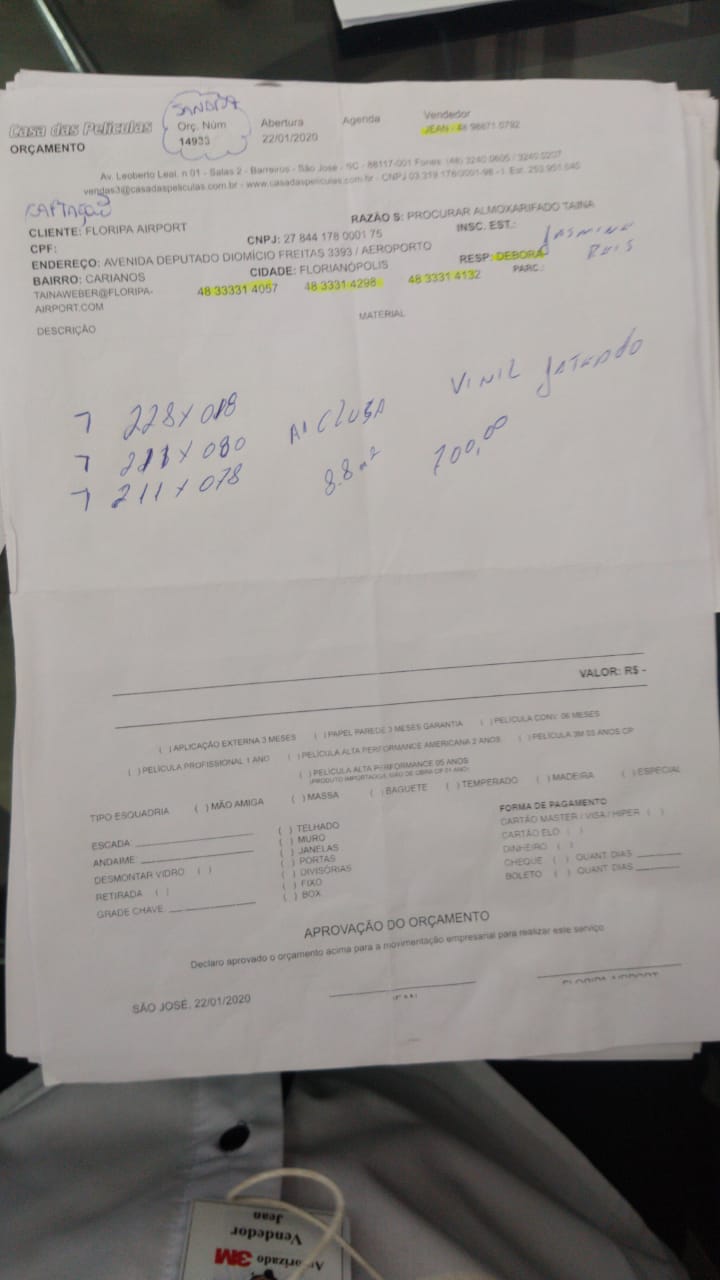 Casa das Películas
ORÇAMENTO
SANDRA
Orç. Núm
14933
Abertura
22/01/2020
Agenda
Vendedor
JEAN - 48 98671 0792
Av. Leoberto Leal, n 01 - Salas 2 - Barreiros - São José - SC - 88117-001 Fones: (48) 3240 0605 / 3240 0207
vendas3@casadaspeliculas.com.br - www.casadaspeliculas.com.br - CNPJ 03.319.178/0001-98 - I. Est.
CAPTAÇÃO
CLIENTE: FLORIPA AIRPORT
RAZÃO S: PROCURAR ALMOXARIFADO TAINA
CPF:
CNPJ: 27 844 178 0001 75
INSC. EST.:
ENDEREÇO: AVENIDA DEPUTADO DIOMÍCIO FREITAS 3393 / AEROPORTO
RESP: DEBORA
JASMINE
REIS
BAIRRO: CARIANOS
CIDADE: FLORIANÓPOLIS
PARC.:
TAINAWEBER@FLORIPA-
AIRPORT.COM
48 33331 4057
48 3331 4298
48 3331 4132
DESCRIÇÃO
MATERIAL
7 228 X 088
7 211 X 080
7 211 X 078
8.8 m²
VINIL JATEADO
700,00
VALOR: R$ -
( ) APLICAÇÃO EXTERNA 3 MESES ( ) PAPEL PAREDE 3 MESES GARANTIA ( ) PELÍCULA CONV. 06 MESES
( ) PELÍCULA PROFISSIONAL 1 ANO ( ) PELÍCULA ALTA PERFORMANCE AMERICANA 2 ANOS ( ) PELÍCULA 3M 05 ANOS CP
( ) PELÍCULA ALTA PERFORMANCE 05 ANOS
TIPO ESQUADRIA ( ) MÃO AMIGA ( ) MASSA ( ) BAGUETE ( ) TEMPERADO ( ) MADEIRA ( ) ESPECIAL
ESCADA:
ANDAIME:
DESMONTAR VIDRO ( )
RETIRADA ( )
GRADE CHAVE:
( ) TELHADO
( ) MURO
( ) JANELAS
( ) PORTAS
( ) DIVISÓRIAS
( ) FIXO
( ) BOX
FORMA DE PAGAMENTO
CARTÃO MASTER / VISA / HIPER ( )
CARTÃO ELO ( )
DINHEIRO ( )
CHEQUE ( ) QUANT. DIAS
BOLETO ( ) QUANT DIAS
APROVAÇÃO DO ORÇAMENTO
Declaro aprovado o orçamento acima para a movimentação empresarial para realizar este serviço
SÃO JOSÉ, 22/01/2020
FLORIPA AIRPORT
Autorizado 3M
Vendedor
Jean